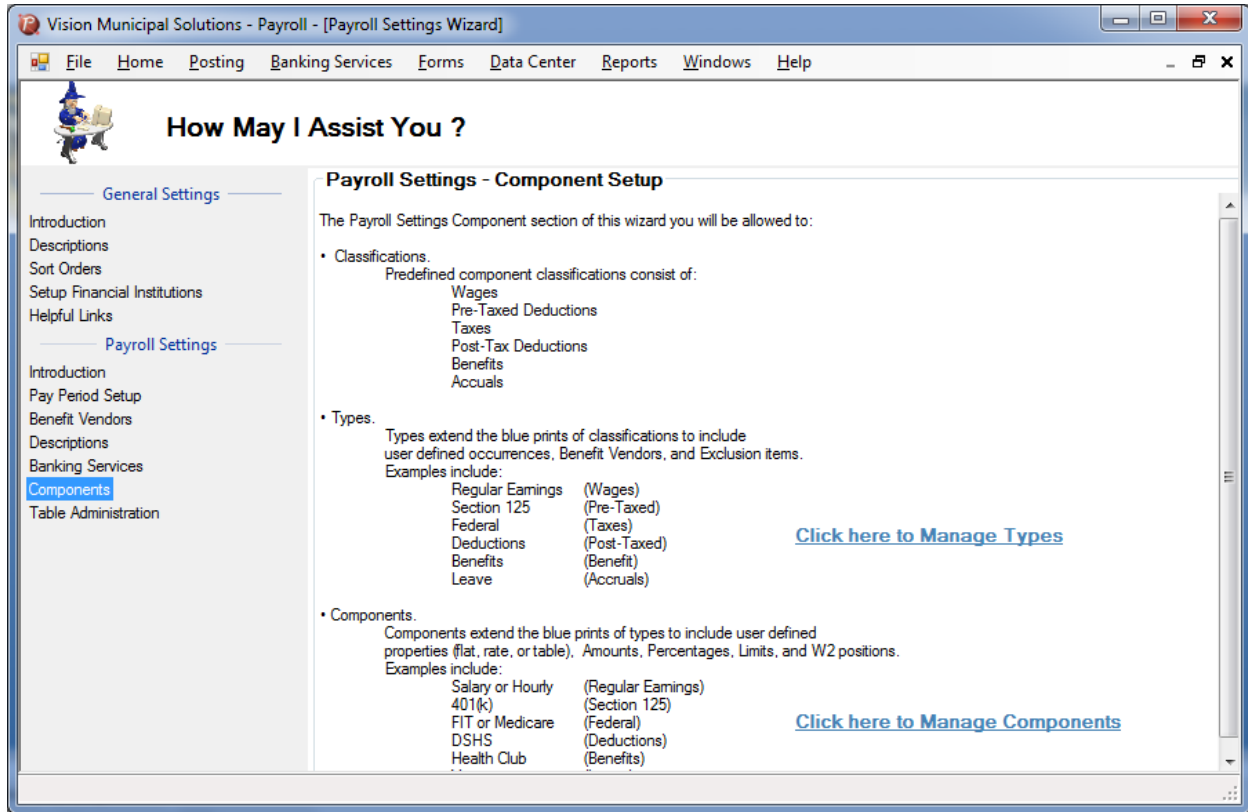 Vision Municipal Solutions - Payroll - [Payroll Settings Wizard]
File Home Posting Banking Services Forms Data Center Reports Windows Help
How May I Assist You ?
General Settings
Introduction
Descriptions
Sort Orders
Setup Financial Institutions
Helpful Links
Payroll Settings
Introduction
Pay Period Setup
Benefit Vendors
Descriptions
Banking Services
Components
Table Administration
Payroll Settings - Component Setup
The Payroll Settings Component section of this wizard you will be allowed to:
• Classifications.
Predefined component classifications consist of:
Wages
Pre-Taxed Deductions
Taxes
Post-Tax Deductions
Benefits
Accuals
• Types.
Types extend the blue prints of classifications to include
user defined occurrences, Benefit Vendors, and Exclusion items.
Examples include:
Regular Earnings (Wages)
Section 125 (Pre-Taxed)
Federal (Taxes)
Deductions (Post-Taxed)
Benefits (Benefit)
Leave (Accruals)
Click here to Manage Types
• Components.
Components extend the blue prints of types to include user defined
properties (flat, rate, or table), Amounts, Percentages, Limits, and W2 positions.
Examples include:
Salary or Hourly (Regular Earnings)
401(k) (Section 125)
FIT or Medicare (Federal)
DSHS (Deductions)
Health Club (Benefits)
Click here to Manage Components